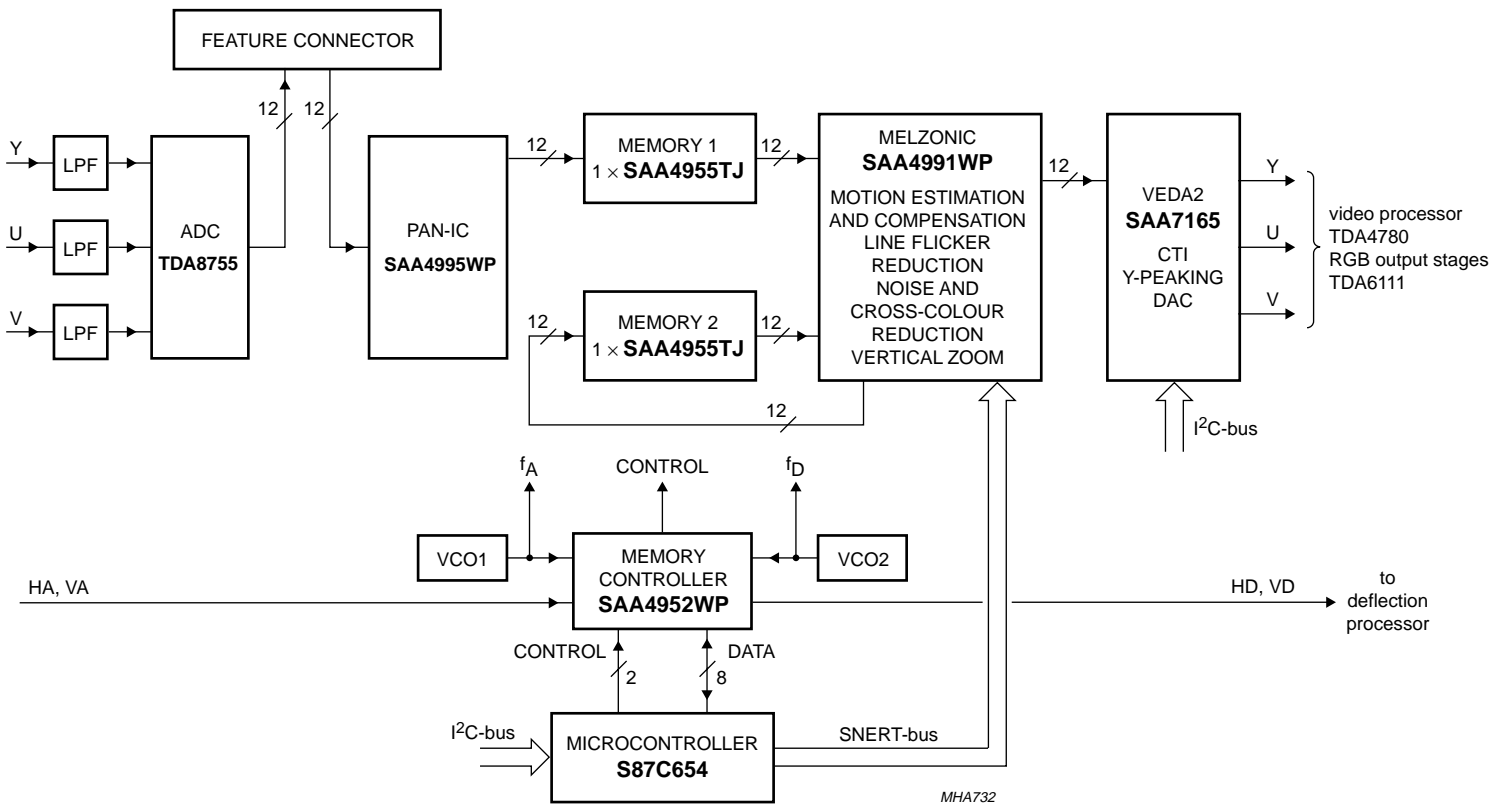 FEATURE CONNECTOR
12
12
Y
LPF
U
LPF
V
LPF
ADC
TDA8755
PAN-IC
SAA4995WP
12
MEMORY 1
1 × SAA4955TJ
12
12
MEMORY 2
1 × SAA4955TJ
12
12
MELZONIC
SAA4991WP
MOTION ESTIMATION
AND COMPENSATION
LINE FLICKER
REDUCTION
NOISE AND
CROSS-COLOUR
REDUCTION
VERTICAL ZOOM
12
VEDA2
SAA7165
CTI
Y-PEAKING
DAC
Y
U
V
video processor
TDA4780
RGB output stages
TDA6111
I2C-bus
fA
CONTROL
fD
VCO1
MEMORY
CONTROLLER
SAA4952WP
VCO2
HA, VA
HD, VD
to
deflection
processor
CONTROL
2
DATA
8
I2C-bus
MICROCONTROLLER
S87C654
SNERT-bus
MHA732